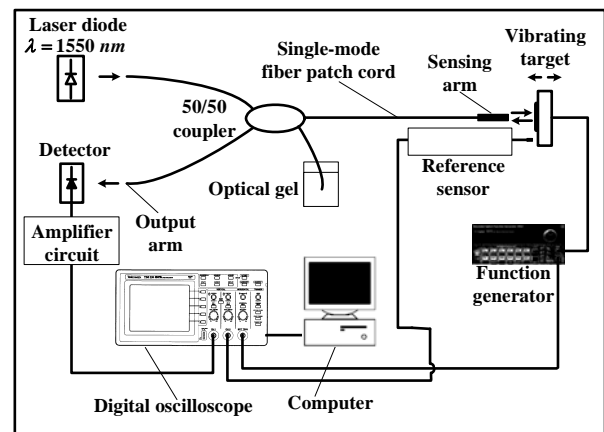 Laser diode
λ = 1550 nm
Single-mode
fiber patch cord
Vibrating
target
Sensing
arm
50/50
coupler
Detector
Optical gel
Reference
sensor
Output
arm
Amplifier
circuit
Function
generator
Digital oscilloscope
Computer